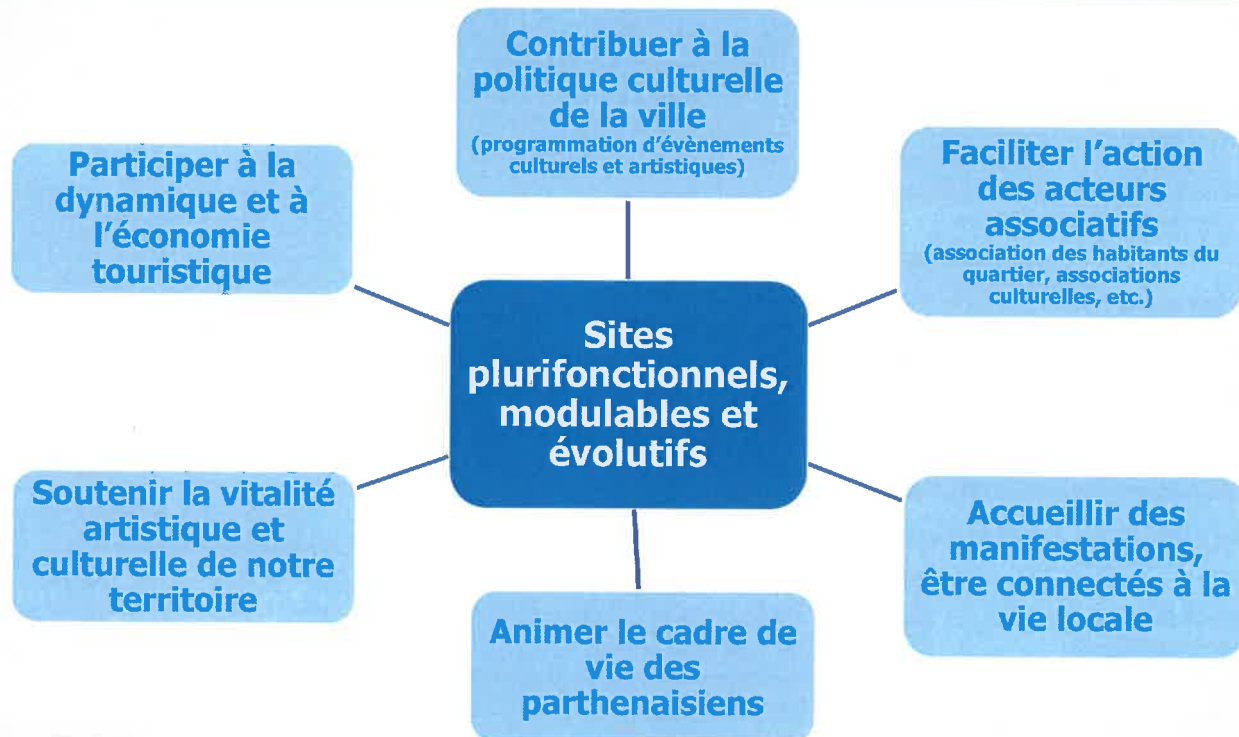 Contribuer à la
politique culturelle
de la ville
(programmation d'évènements
culturels et artistiques)
Faciliter l'action
des acteurs
associatifs
(association des habitants du
quartier, associations
culturelles, etc.)
Accueillir des
manifestations,
être connectés à la
vie locale
Animer le cadre de
vie des
parthenaisiens
Soutenir la vitalité
artistique et
culturelle de notre
territoire
Participer à la
dynamique et à
l'économie
touristique
Sites
plurifonctionnels,
modulables et
évolutifs